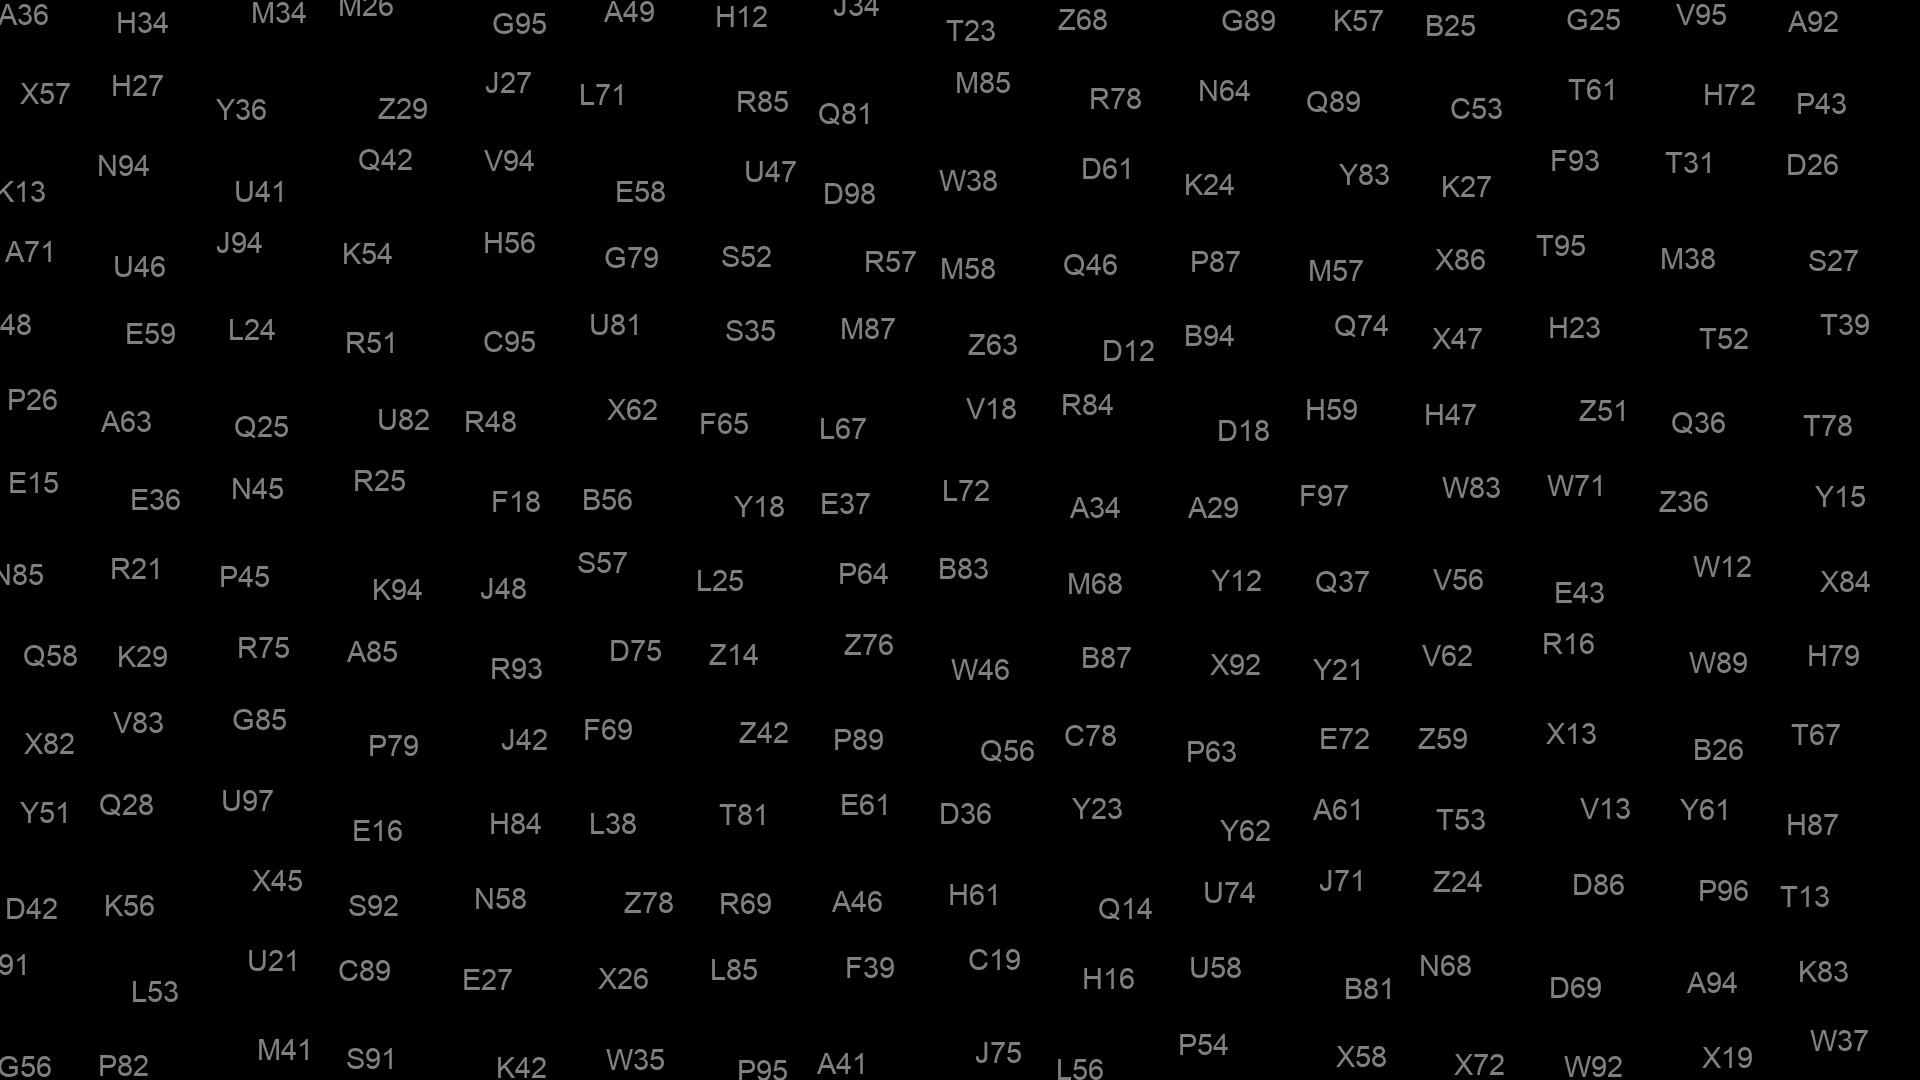 A36 H34 M34 M26 G95 A49 H12 J34 T23 Z68 G89 K57 B25 G25 V95 A92
X57 H27 Y36 Z29 J27 L71 R85 Q81 M85 R78 N64 Q89 C53 T61 H72 P43
K13 N94 U41 Q42 V94 E58 U47 D98 W38 D61 K24 Y83 K27 F93 T31 D26
A71 U46 J94 K54 H56 G79 S52 R57 M58 Q46 P87 M57 X86 T95 M38 S27
48 E59 L24 R51 C95 U81 S35 M87 Z63 D12 B94 Q74 X47 H23 T52 T39
P26 A63 Q25 U82 R48 X62 F65 L67 V18 R84 D18 H59 H47 Z51 Q36 T78
E15 E36 N45 R25 F18 B56 Y18 E37 L72 A34 A29 F97 W83 W71 Z36 Y15
N85 R21 P45 K94 J48 S57 L25 P64 B83 M68 Y12 Q37 V56 E43 W12 X84
Q58 K29 R75 A85 R93 D75 Z14 Z76 W46 B87 X92 Y21 V62 R16 W89 H79
X82 V83 G85 P79 J42 F69 Z42 P89 Q56 C78 P63 E72 Z59 X13 B26 T67
Y51 Q28 U97 E16 H84 L38 T81 E61 D36 Y23 Y62 A61 T53 V13 Y61 H87
D42 K56 X45 S92 N58 Z78 R69 A46 H61 Q14 U74 J71 Z24 D86 P96 T13
91 L53 U21 C89 E27 X26 L85 F39 C19 H16 U58 B81 N68 D69 A94 K83
G56 P82 M41 S91 K42 W35 P95 A41 J75 L56 P54 X58 X72 W92 X19 W37